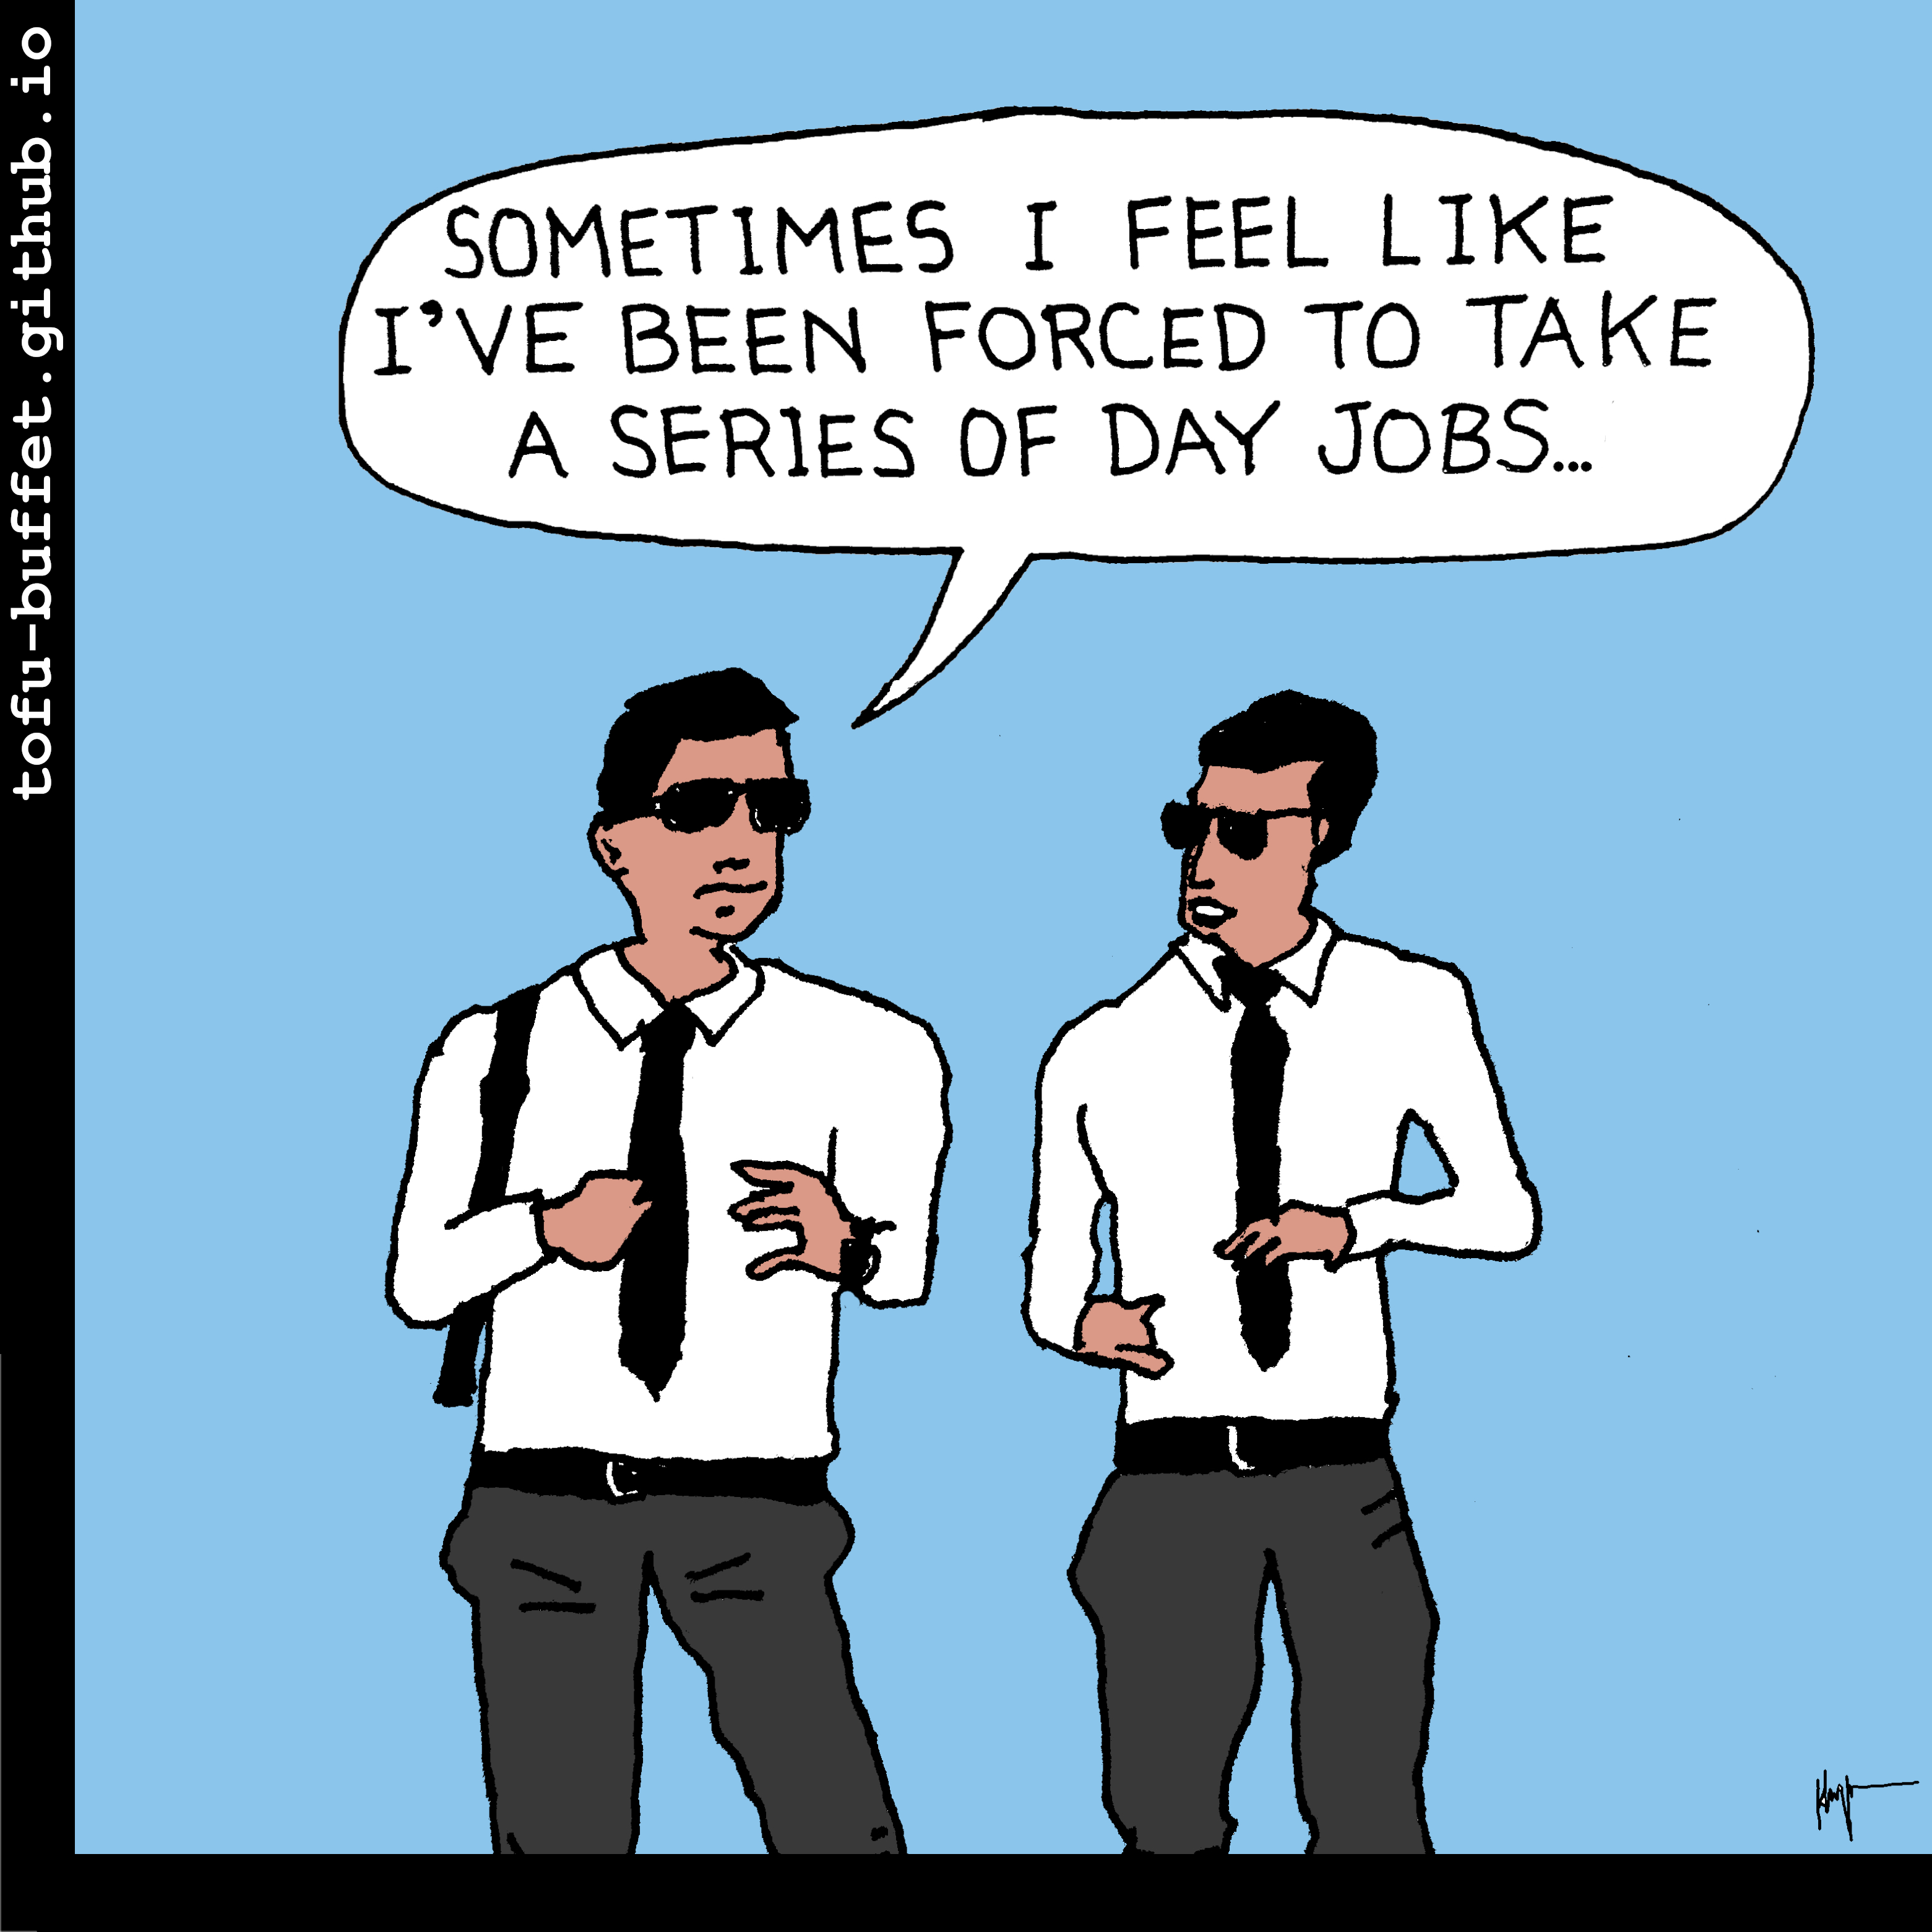 tofu-buffet.github.io
SOMETIMES I FEEL LIKE
I'VE BEEN FORCED TO TAKE
A SERIES OF DAY JOBS...